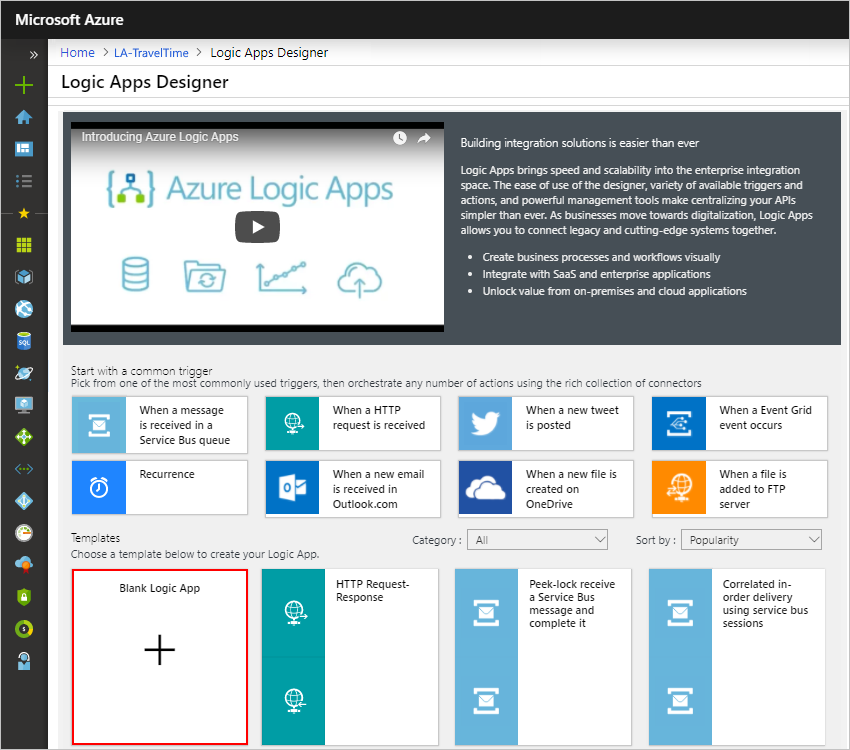 Microsoft Azure
Home > LA-TravelTime > Logic Apps Designer
Logic Apps Designer
Introducing Azure Logic Apps
Azure Logic Apps
Building integration solutions is easier than ever
Logic Apps brings speed and scalability into the enterprise integration
space. The ease of use of the designer, variety of available triggers and
actions, and powerful management tools make centralizing your APIs
simpler than ever. As businesses move towards digitalization, Logic Apps
allows you to connect legacy and cutting-edge systems together.
• Create business processes and workflows visually
• Integrate with SaaS and enterprise applications
• Unlock value from on-premises and cloud applications
Start with a common trigger
Pick from one of the most commonly used triggers, then orchestrate any number of actions using the rich collection of connectors
When a message
is received in a
Service Bus queue
When a HTTP
request is received
When a new tweet
is posted
When a Event Grid
event occurs
Recurrence
When a new email
is received in
Outlook.com
When a new file is
created on
OneDrive
When a file is
added to FTP
server
Templates
Choose a template below to create your Logic App.
Category : All
Sort by : Popularity
Blank Logic App
HTTP Request-
Response
Peek-lock receive
a Service Bus
message and
complete it
Correlated in-
order delivery
using service bus
sessions
SQL